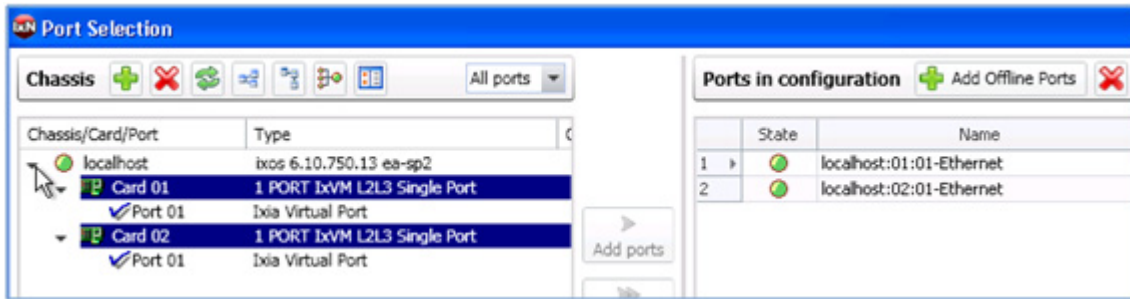 IXN Port Selection
Chassis All ports
Ports in configuration Add Offline Ports
Chassis/Card/Port Type
State Name
localhost ixos 6.10.750.13 ea-sp2
Card 01 1 PORT IxVM L2L3 Single Port
Port 01 Ixia Virtual Port
Card 02 1 PORT IxVM L2L3 Single Port
Port 01 Ixia Virtual Port
Add ports
1 localhost:01:01-Ethernet
2 localhost:02:01-Ethernet